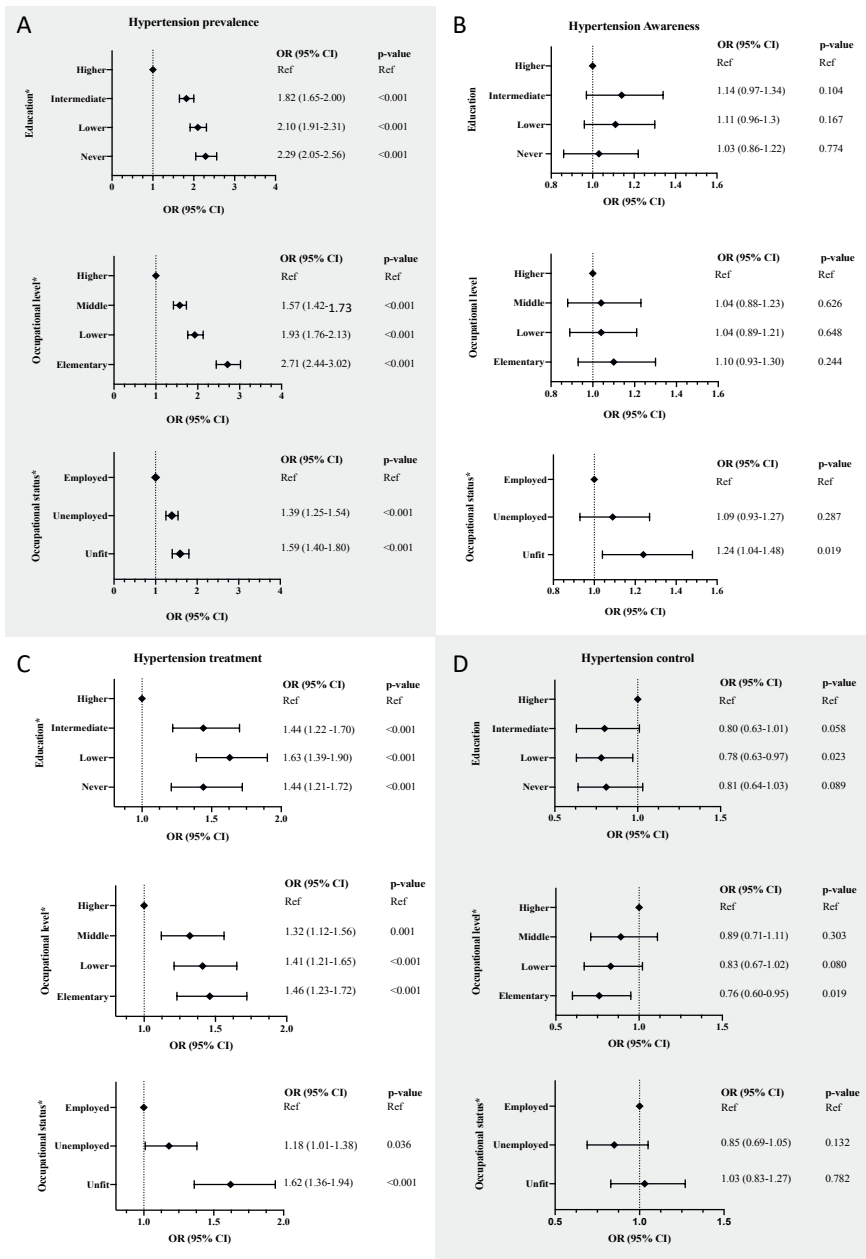 A
Hypertension prevalence
OR (95% CI) p-value
Higher Ref Ref
Intermediate 1.82 (1.65-2.00) <0.001
Lower 2.10 (1.91-2.31) <0.001
Never 2.29 (2.05-2.56) <0.001
Education*
0 1 2 3 4
OR (95% CI)
OR (95% CI) p-value
Higher Ref Ref
Middle 1.57 (1.42-1.73 <0.001
Lower 1.93 (1.76-2.13) <0.001
Elementary 2.71 (2.44-3.02) <0.001
Occupational level*
0 1 2 3 4
OR (95% CI)
OR (95% CI) p-value
Employed Ref Ref
Unemployed 1.39 (1.25-1.54) <0.001
Unfit 1.59 (1.40-1.80) <0.001
Occupational status*
0 1 2 3 4
OR (95% CI)
B
Hypertension Awareness
OR (95% CI) p-value
Higher Ref Ref
Intermediate 1.14 (0.97-1.34) 0.104
Lower 1.11 (0.96-1.3) 0.167
Never 1.03 (0.86-1.22) 0.774
Education
0.8 1.0 1.2 1.4 1.6
OR (95% CI)
OR (95% CI) p-value
Higher Ref Ref
Middle 1.04 (0.88-1.23) 0.626
Lower 1.04 (0.89-1.21) 0.648
Elementary 1.10 (0.93-1.30) 0.244
Occupational level
0.8 1.0 1.2 1.4 1.6
OR (95% CI)
OR (95% CI) p-value
Employed Ref Ref
Unemployed 1.09 (0.93-1.27) 0.287
Unfit 1.24 (1.04-1.48) 0.019
Occupational status*
0.8 1.0 1.2 1.4 1.6
OR (95% CI)
C
Hypertension treatment
OR (95% CI) p-value
Higher Ref Ref
Intermediate 1.44 (1.22 -1.70) <0.001
Lower 1.63 (1.39-1.90) <0.001
Never 1.44 (1.21-1.72) <0.001
Education*
1.0 1.5 2.0
OR (95% CI)
OR (95% CI) p-value
Higher Ref Ref
Middle 1.32 (1.12-1.56) 0.001
Lower 1.41 (1.21-1.65) <0.001
Elementary 1.46 (1.23-1.72) <0.001
Occupational level*
1.0 1.5 2.0
OR (95% CI)
OR (95% CI) p-value
Employed Ref Ref
Unemployed 1.18 (1.01-1.38) 0.036
Unfit 1.62 (1.36-1.94) <0.001
Occupational status*
1.0 1.5 2.0
OR (95% CI)
D
Hypertension control
OR (95% CI) p-value
Higher Ref Ref
Intermediate 0.80 (0.63-1.01) 0.058
Lower 0.78 (0.63-0.97) 0.023
Never 0.81 (0.64-1.03) 0.089
Education
0.5 1.0 1.5
OR (95% CI)
OR (95% CI) p-value
Higher Ref Ref
Middle 0.89 (0.71-1.11) 0.303
Lower 0.83 (0.67-1.02) 0.080
Elementary 0.76 (0.60-0.95) 0.019
Occupational level*
0.5 1.0 1.5
OR (95% CI)
OR (95% CI) p-value
Employed Ref Ref
Unemployed 0.85 (0.69-1.05) 0.132
Unfit 1.03 (0.83-1.27) 0.782
Occupational status*
0.5 1.0 1.5
OR (95% CI)